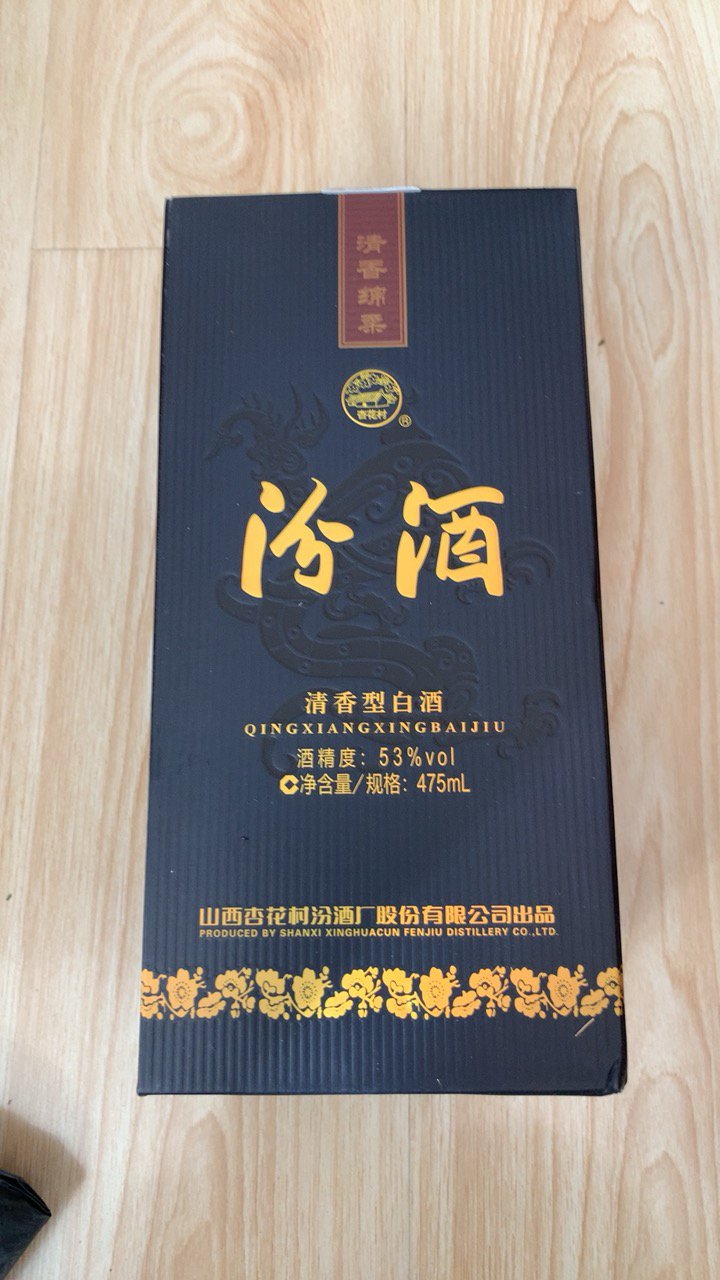 清香绵柔
杏花村
®
汾酒
清香型白酒
QINGXIANGXINGBAIJIU
酒精度：53%vol
净含量/规格：475mL
山西杏花村汾酒厂股份有限公司出品
PRODUCED BY SHANXI XINGHUACUN FENJIU DISTILLERY CO.,LTD.